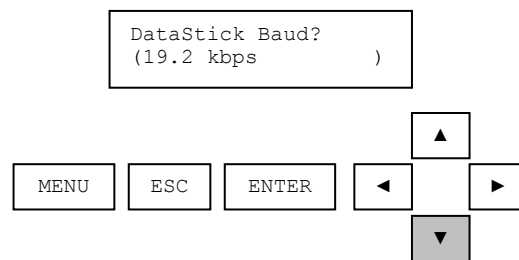 DataStick Baud?
(19.2 kbps )
▲
MENU ESC ENTER ◄ ►
▼